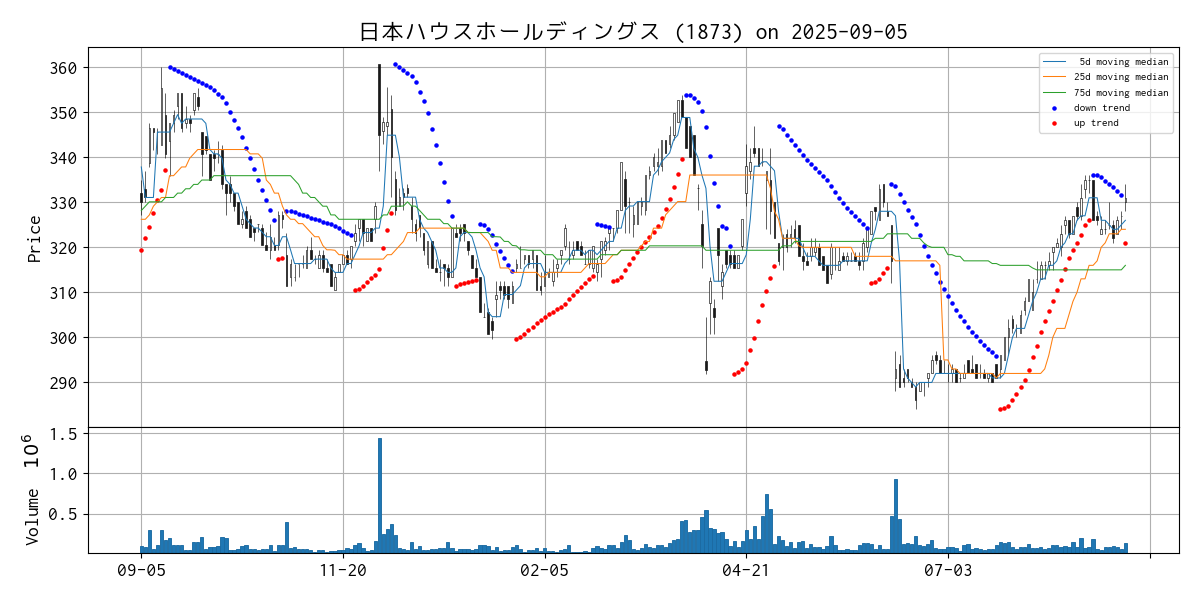 日本ハウスホールディングス (1873) on 2025-09-05
5d moving median
25d moving median
75d moving median
down trend
up trend
Price
360
350
340
330
320
310
300
290
Volume 10^6
1.5
1.0
0.5
09-05 11-20 02-05 04-21 07-03